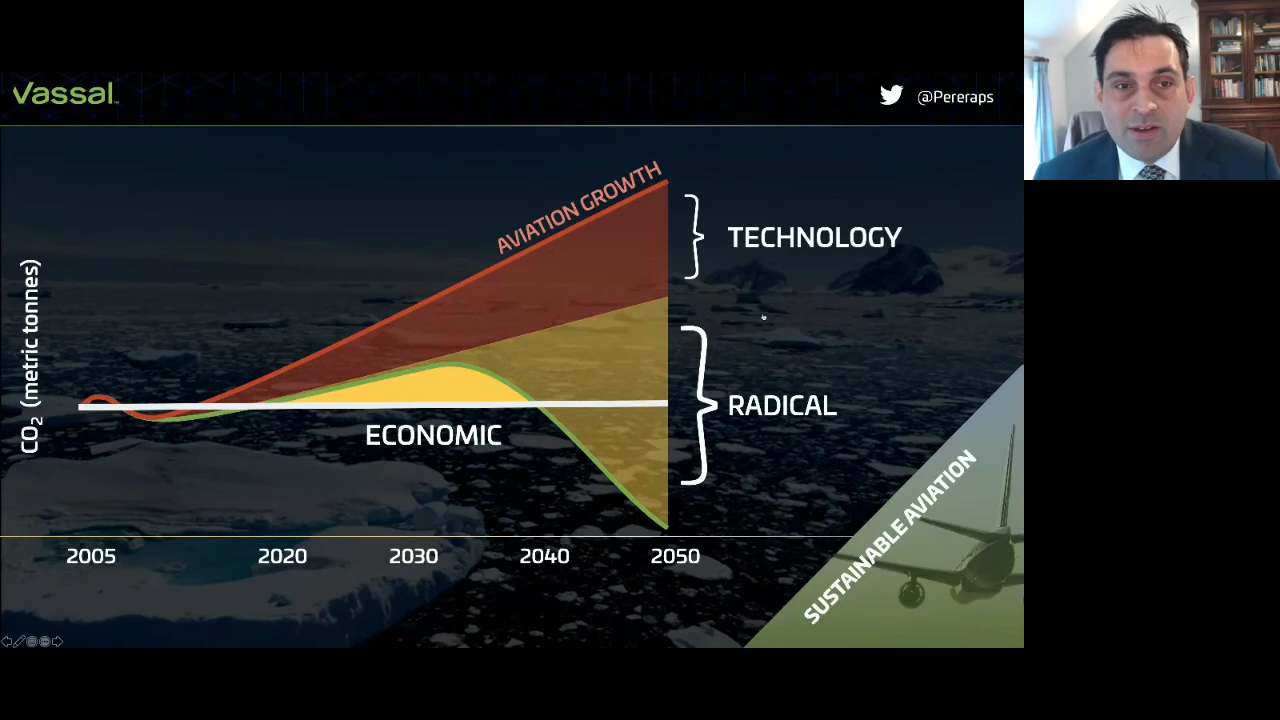 Vassal
@Pereraps
AVIATION GROWTH
TECHNOLOGY
CO2 (metric tonnes)
RADICAL
ECONOMIC
SUSTAINABLE AVIATION
2005 2020 2030 2040 2050